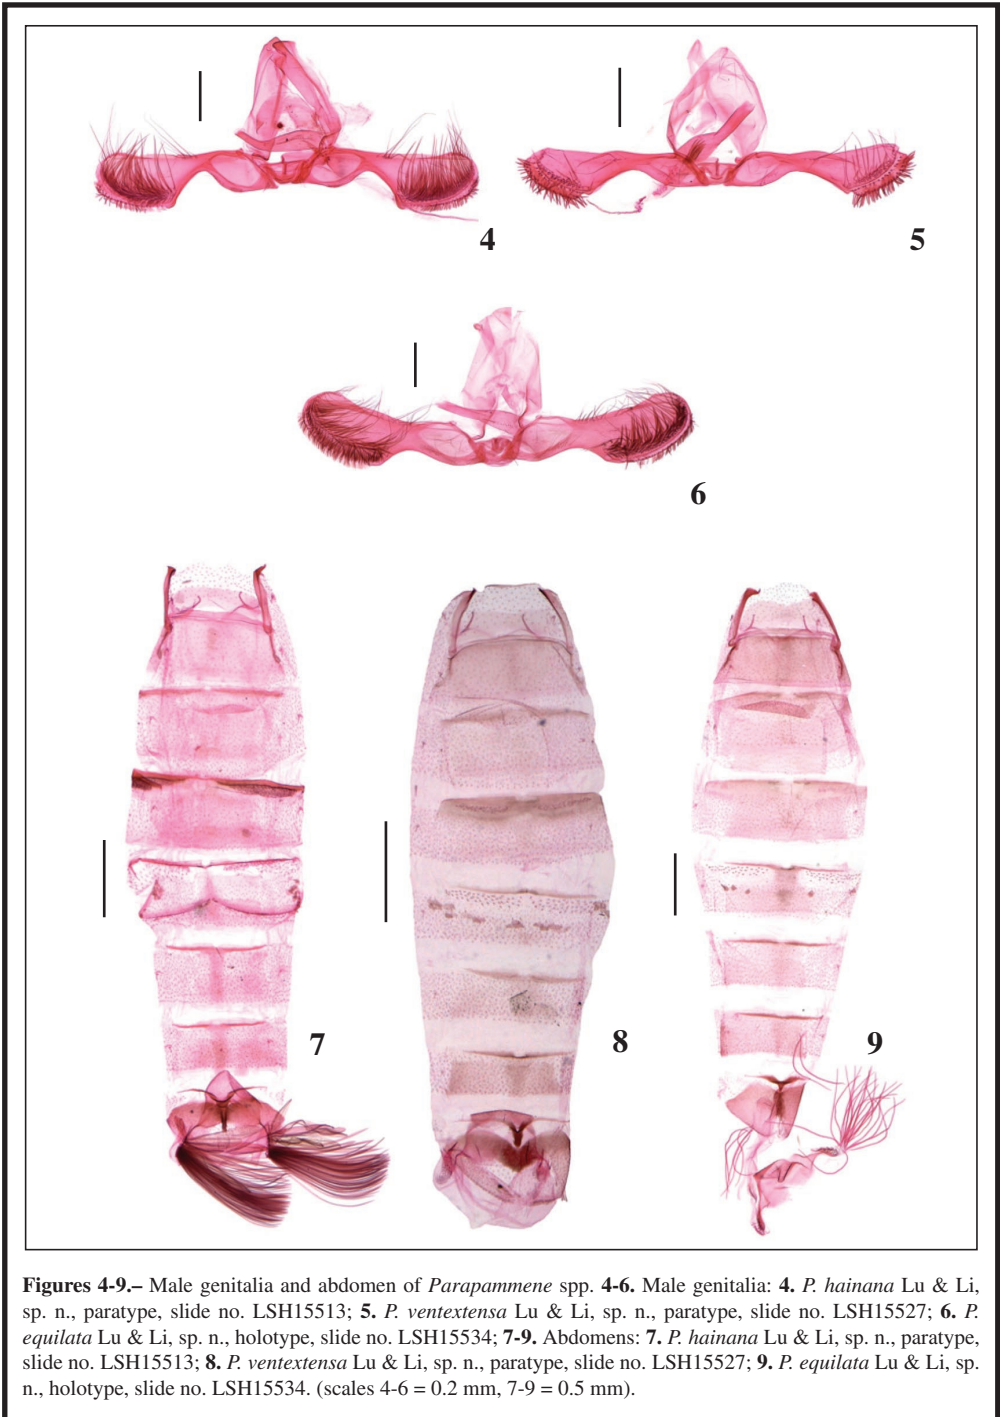 4
5
6
7
8
9
Figures 4-9.– Male genitalia and abdomen of Parapammene spp. 4-6. Male genitalia: 4. P. hainana Lu & Li,
sp. n., paratype, slide no. LSH15513; 5. P. ventextensa Lu & Li, sp. n., paratype, slide no. LSH15527; 6. P.
equilata Lu & Li, sp. n., holotype, slide no. LSH15534; 7-9. Abdomens: 7. P. hainana Lu & Li, sp. n., paratype,
slide no. LSH15513; 8. P. ventextensa Lu & Li, sp. n., paratype, slide no. LSH15527; 9. P. equilata Lu & Li, sp.
n., holotype, slide no. LSH15534. (scales 4-6 = 0.2 mm, 7-9 = 0.5 mm).